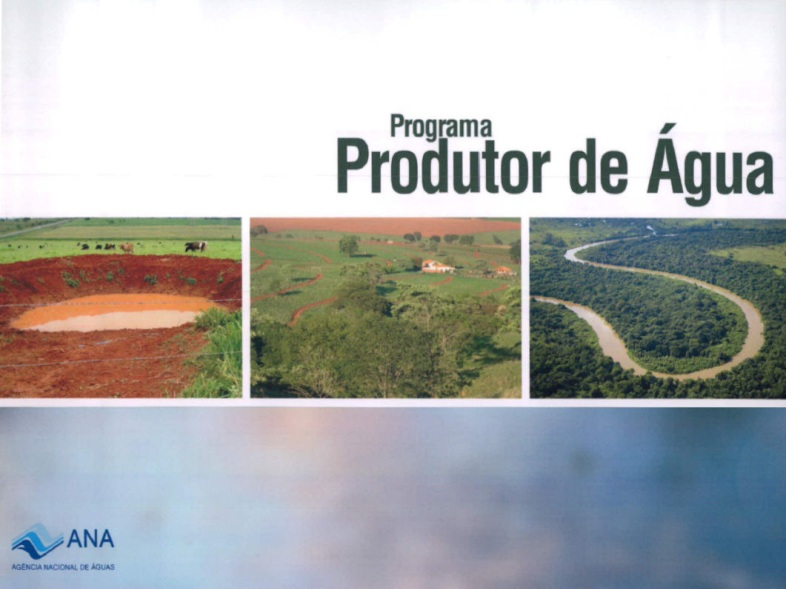 Programa
Produtor de Água
ANA
AGÊNCIA NACIONAL DE ÁGUAS